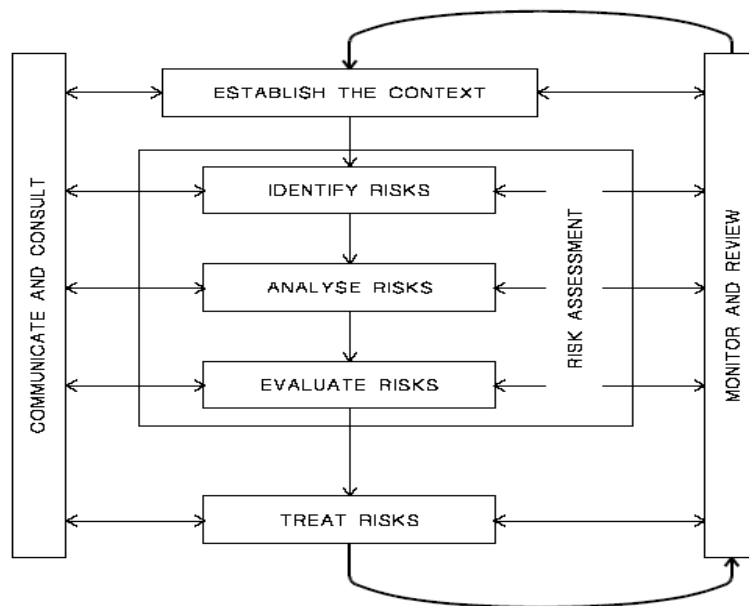 ESTABLISH THE CONTEXT
COMMUNICATE AND CONSULT
IDENTIFY RISKS
ANALYSE RISKS
EVALUATE RISKS
RISK ASSESSMENT
MONITOR AND REVIEW
TREAT RISKS